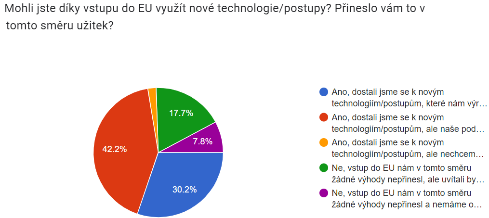 Mohli jste díky vstupu do EU využít nové technologie/postupy? Přineslo vám to v
tomto směru užitek?
17.7%
7.8%
42.2%
30.2%
Ano, dostali jsme se k novým
technologiím/postupům, které nám výr…
Ano, dostali jsme se k novým
technologiím/postupům, ale naše pod…
Ano, dostali jsme se k novým
technologiím/postupům, ale nechcem…
Ne, vstup do EU nám v tomto směru
žádné výhody nepřinesl, ale uvítali by…
Ne, vstup do EU nám v tomto směru
žádné výhody nepřinesl a nemáme o…